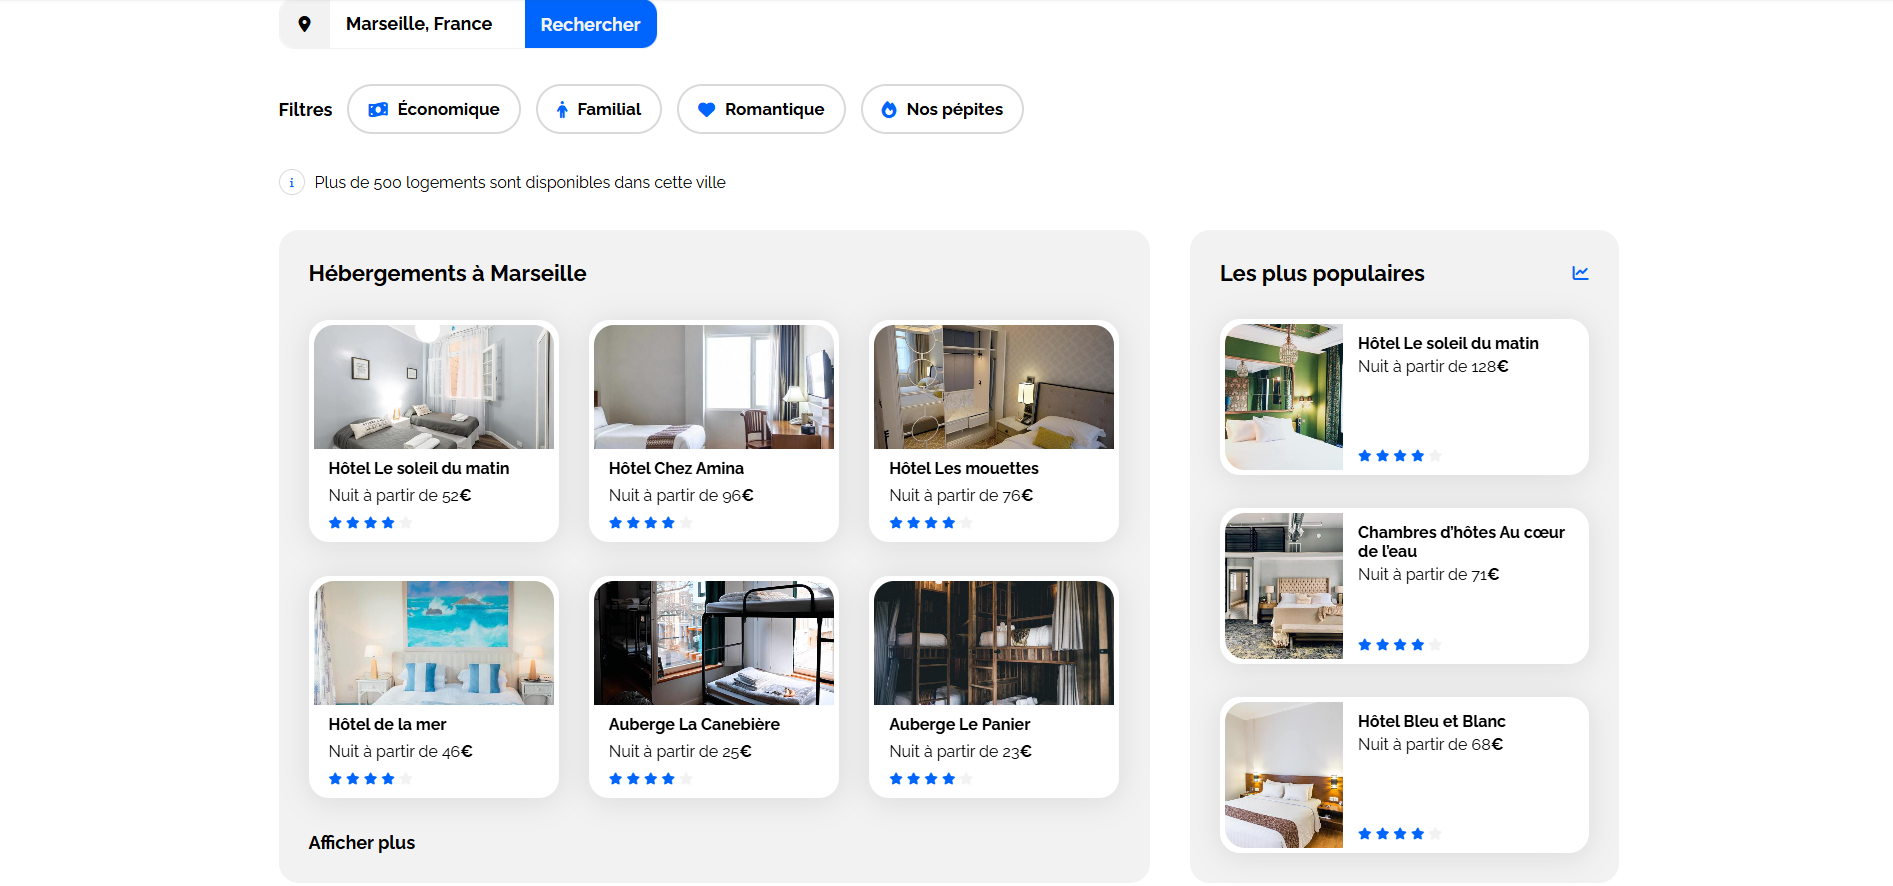 Marseille, France
Rechercher
Filtres
Économique
Familial
Romantique
Nos pépites
Plus de 500 logements sont disponibles dans cette ville
Hébergements à Marseille
Hôtel Le soleil du matin
Nuit à partir de 52€
Hôtel Chez Amina
Nuit à partir de 96€
Hôtel Les mouettes
Nuit à partir de 76€
Hôtel de la mer
Nuit à partir de 46€
Auberge La Canebière
Nuit à partir de 25€
Auberge Le Panier
Nuit à partir de 23€
Afficher plus
Les plus populaires
Hôtel Le soleil du matin
Nuit à partir de 128€
Chambres d'hôtes Au cœur
de l'eau
Nuit à partir de 71€
Hôtel Bleu et Blanc
Nuit à partir de 68€